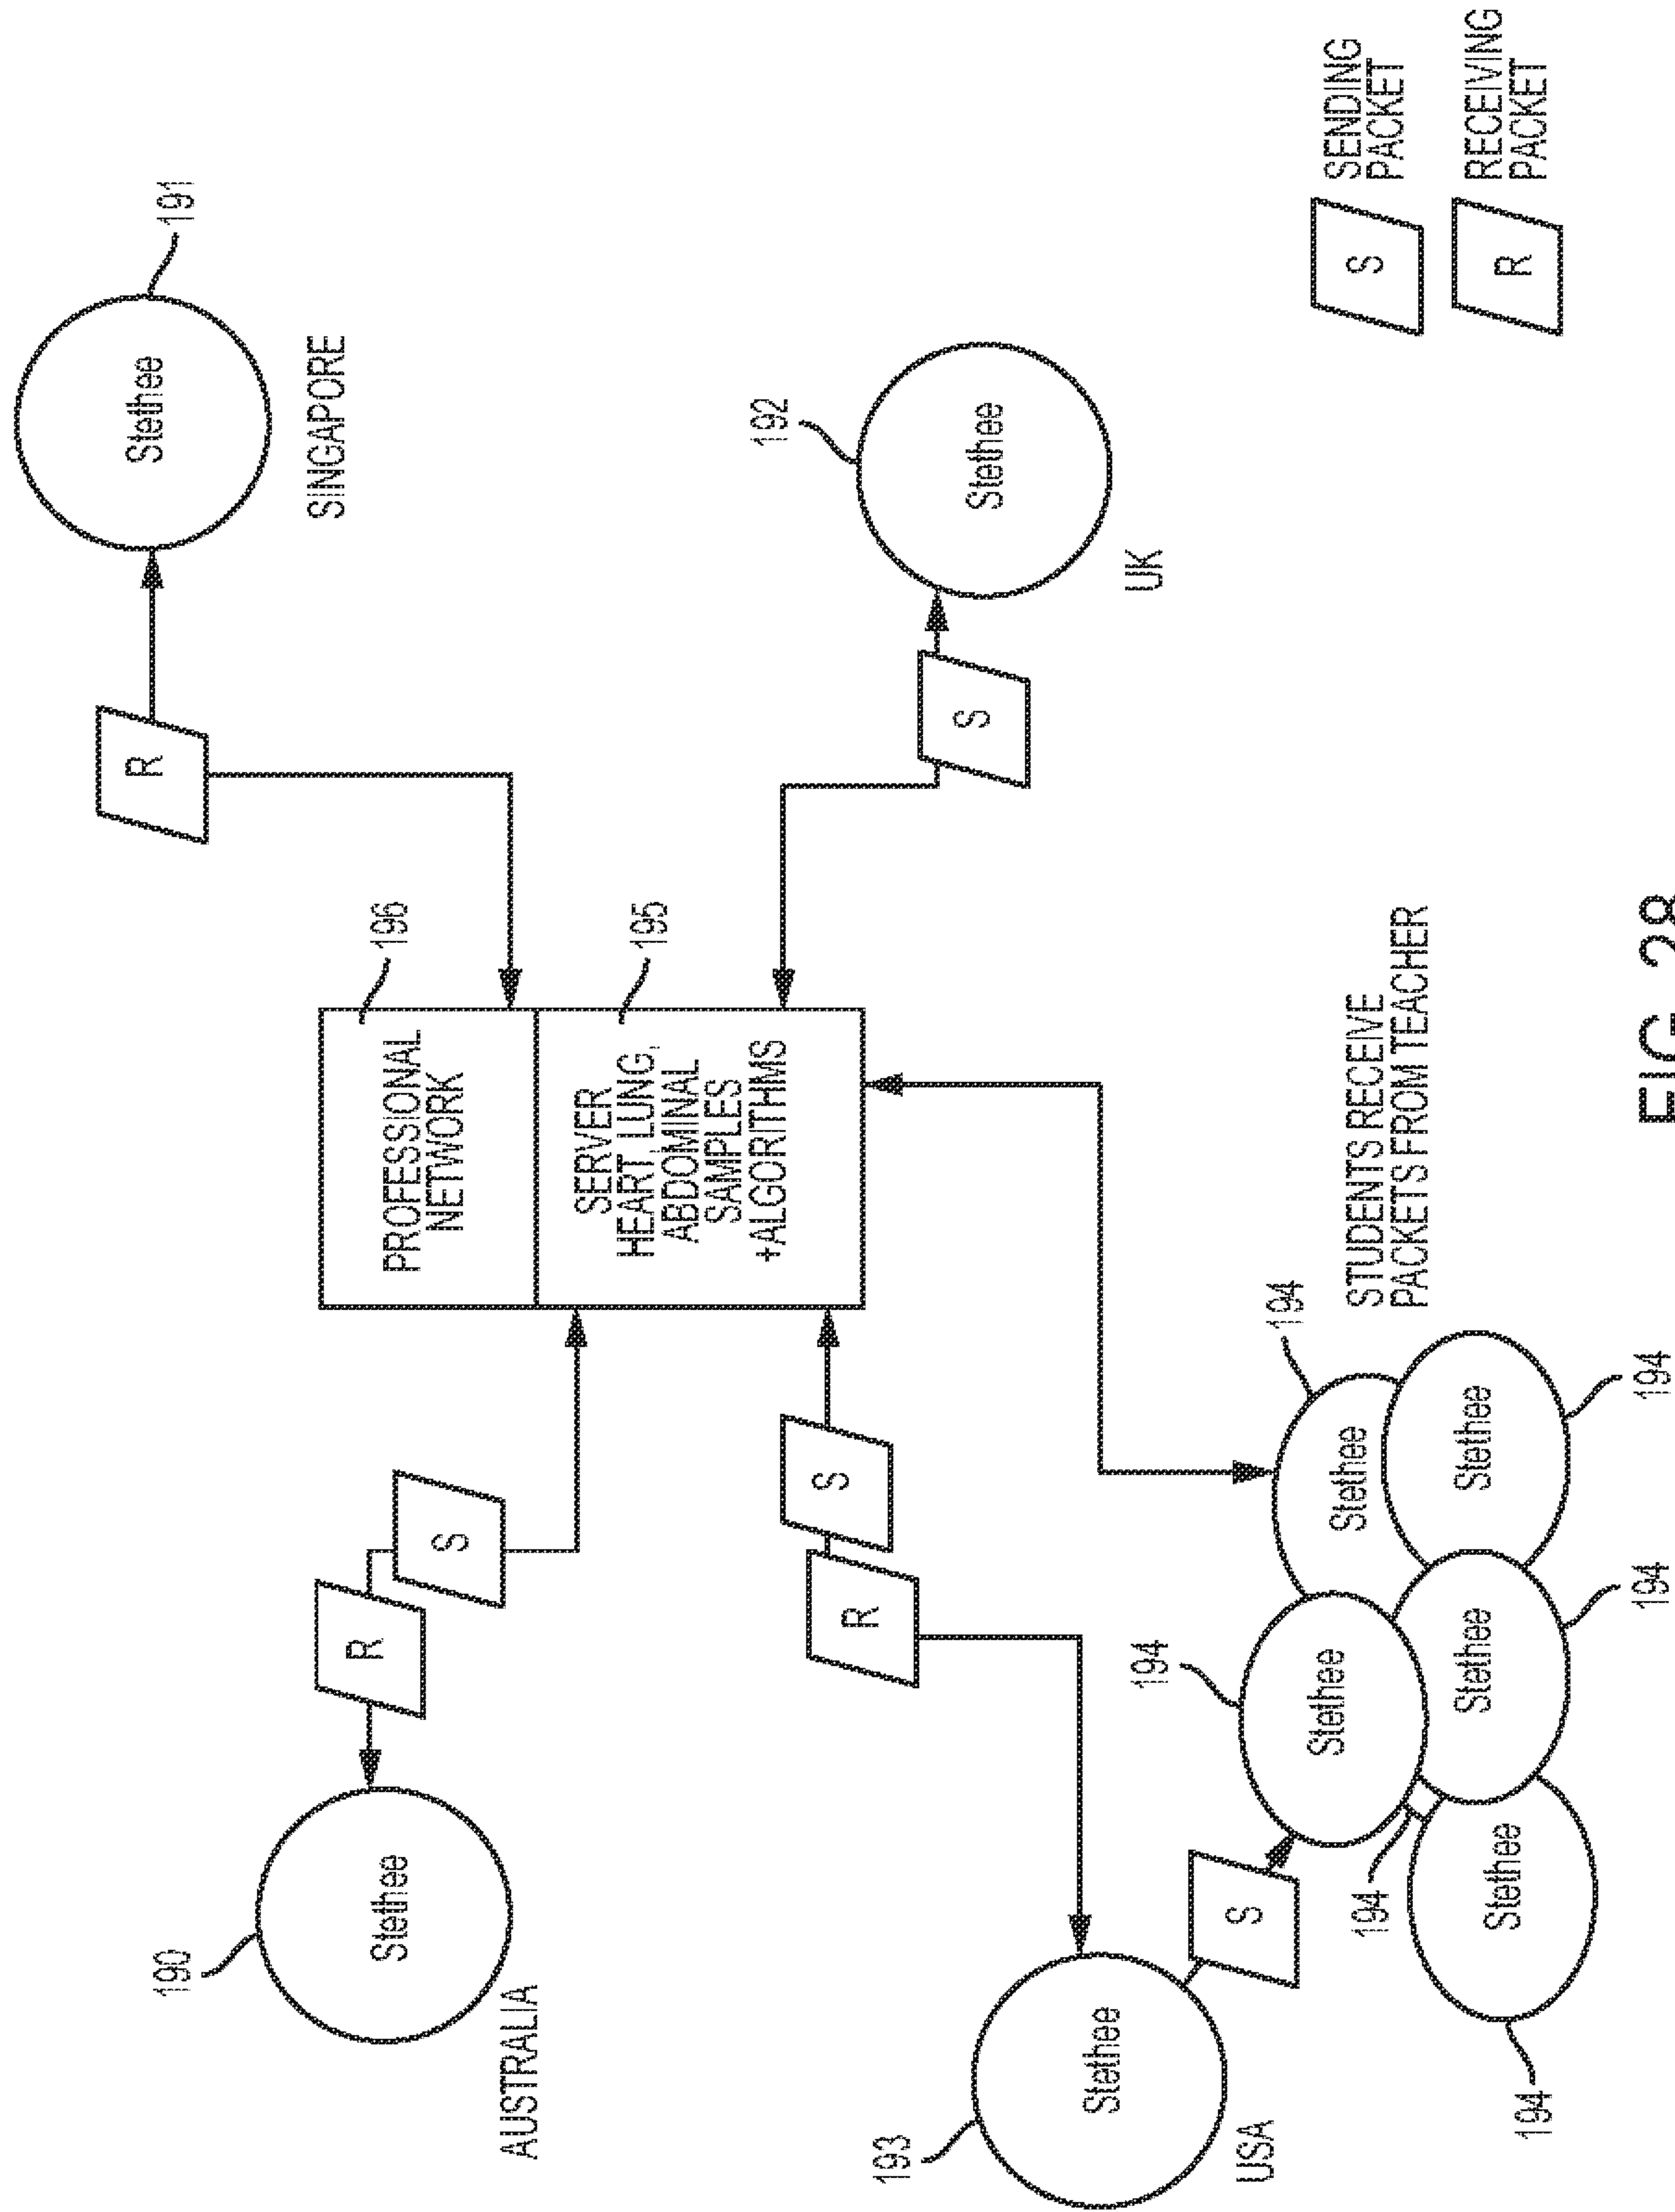 Stethee
R
190
191
SINGAPORE
R
Stethee
S
196
PROFESSIONAL
NETWORK
AUSTRALIA
SERVER
HEART, LUNG,
ABDOMINAL
SAMPLES
+ALGORITHMS
195
192
S
R
193
S
Stethee
Stethee
UK
194
S
USA
194
Stethee
Stethee
STUDENTS RECEIVE
PACKETS FROM TEACHER
S
SENDING
PACKET
194
Stethee
Stethee
Stethee
R
RECEIVING
PACKET
194
194
194
FIG. 28